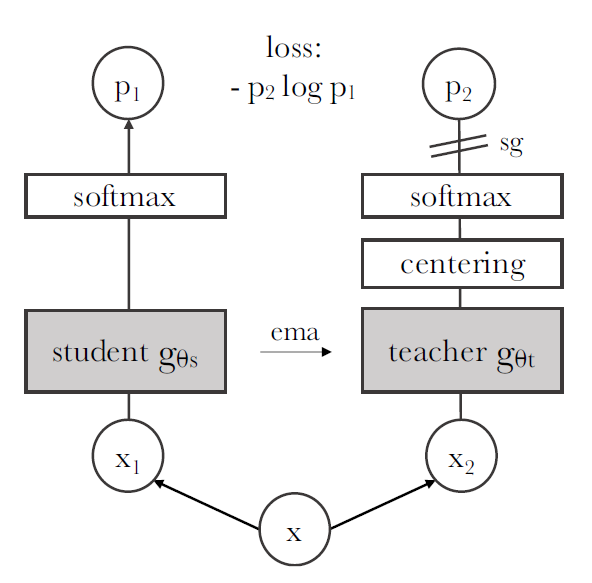 loss:
p₁
- p₂ log p₁
p₂
sg
softmax
softmax
centering
ema
student gθs
teacher gθt
x₁
x₂
x